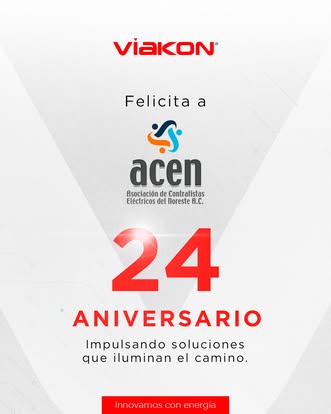 VIAKON®
Felicita a
acen
Asociación de Contratistas
Eléctricos del Noreste A.C.
24
ANIVERSARIO
Impulsando soluciones
que iluminan el camino.
Innovamos con energía